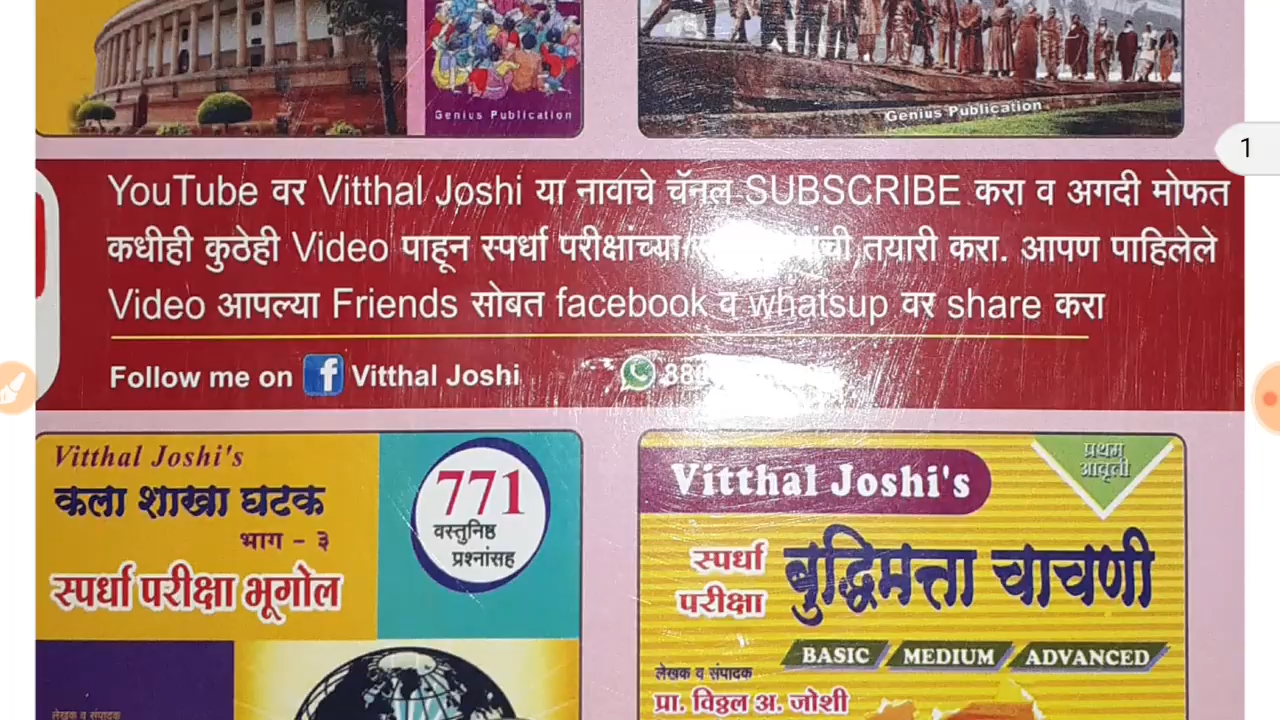 Genius Publication
Genius Publication
1
YouTube वर Vitthal Joshi या नावाचे चॅनल SUBSCRIBE करा व अगदी मोफत
कधीही कुठेही Video पाहून स्पर्धा परीक्षाच्या तयारी करा. आपण पाहिलेले
Video आपल्या Friends सोबत facebook व whatsup वर share करा
Follow me on f Vitthal Joshi
Vitthal Joshi's
कला शाखा घटक
भाग - ३
771
वस्तुनिष्ठ
प्रश्नांसह
स्पर्धा परीक्षा भूगोल
लेखक व संपादक
Vitthal Joshi's
प्रथम
आवृत्ती
स्पर्धा
परीक्षा
बुद्धिमत्ता चाचणी
BASIC MEDIUM ADVANCED
लेखक व संपादक
प्रा. विठ्ठल अ. जोशी